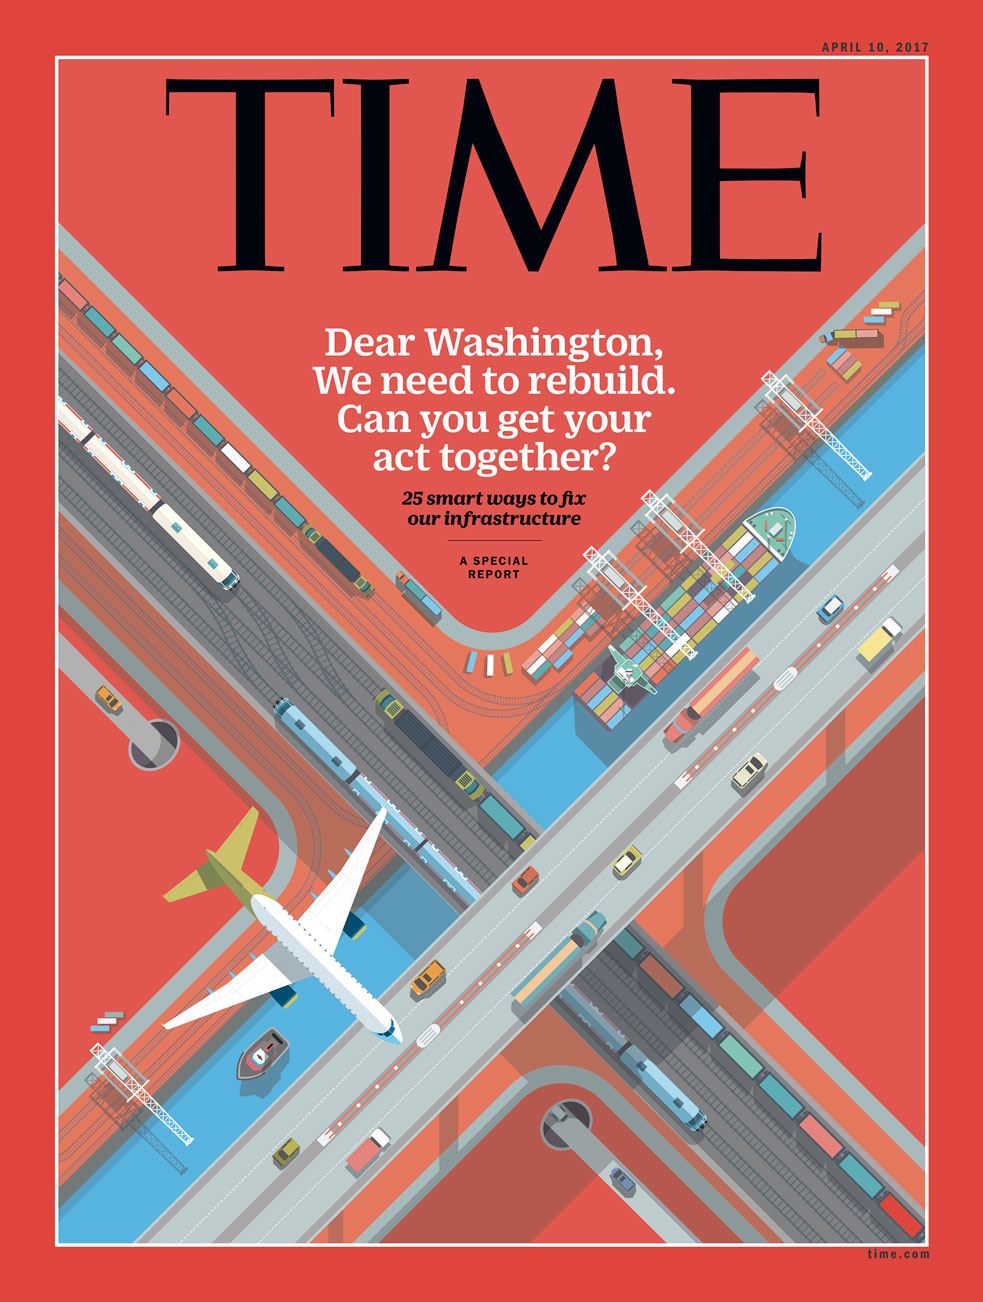 APRIL 10, 2017
TIME
Dear Washington,
We need to rebuild.
Can you get your
act together?
25 smart ways to fix
our infrastructure
A SPECIAL
REPORT
time.com